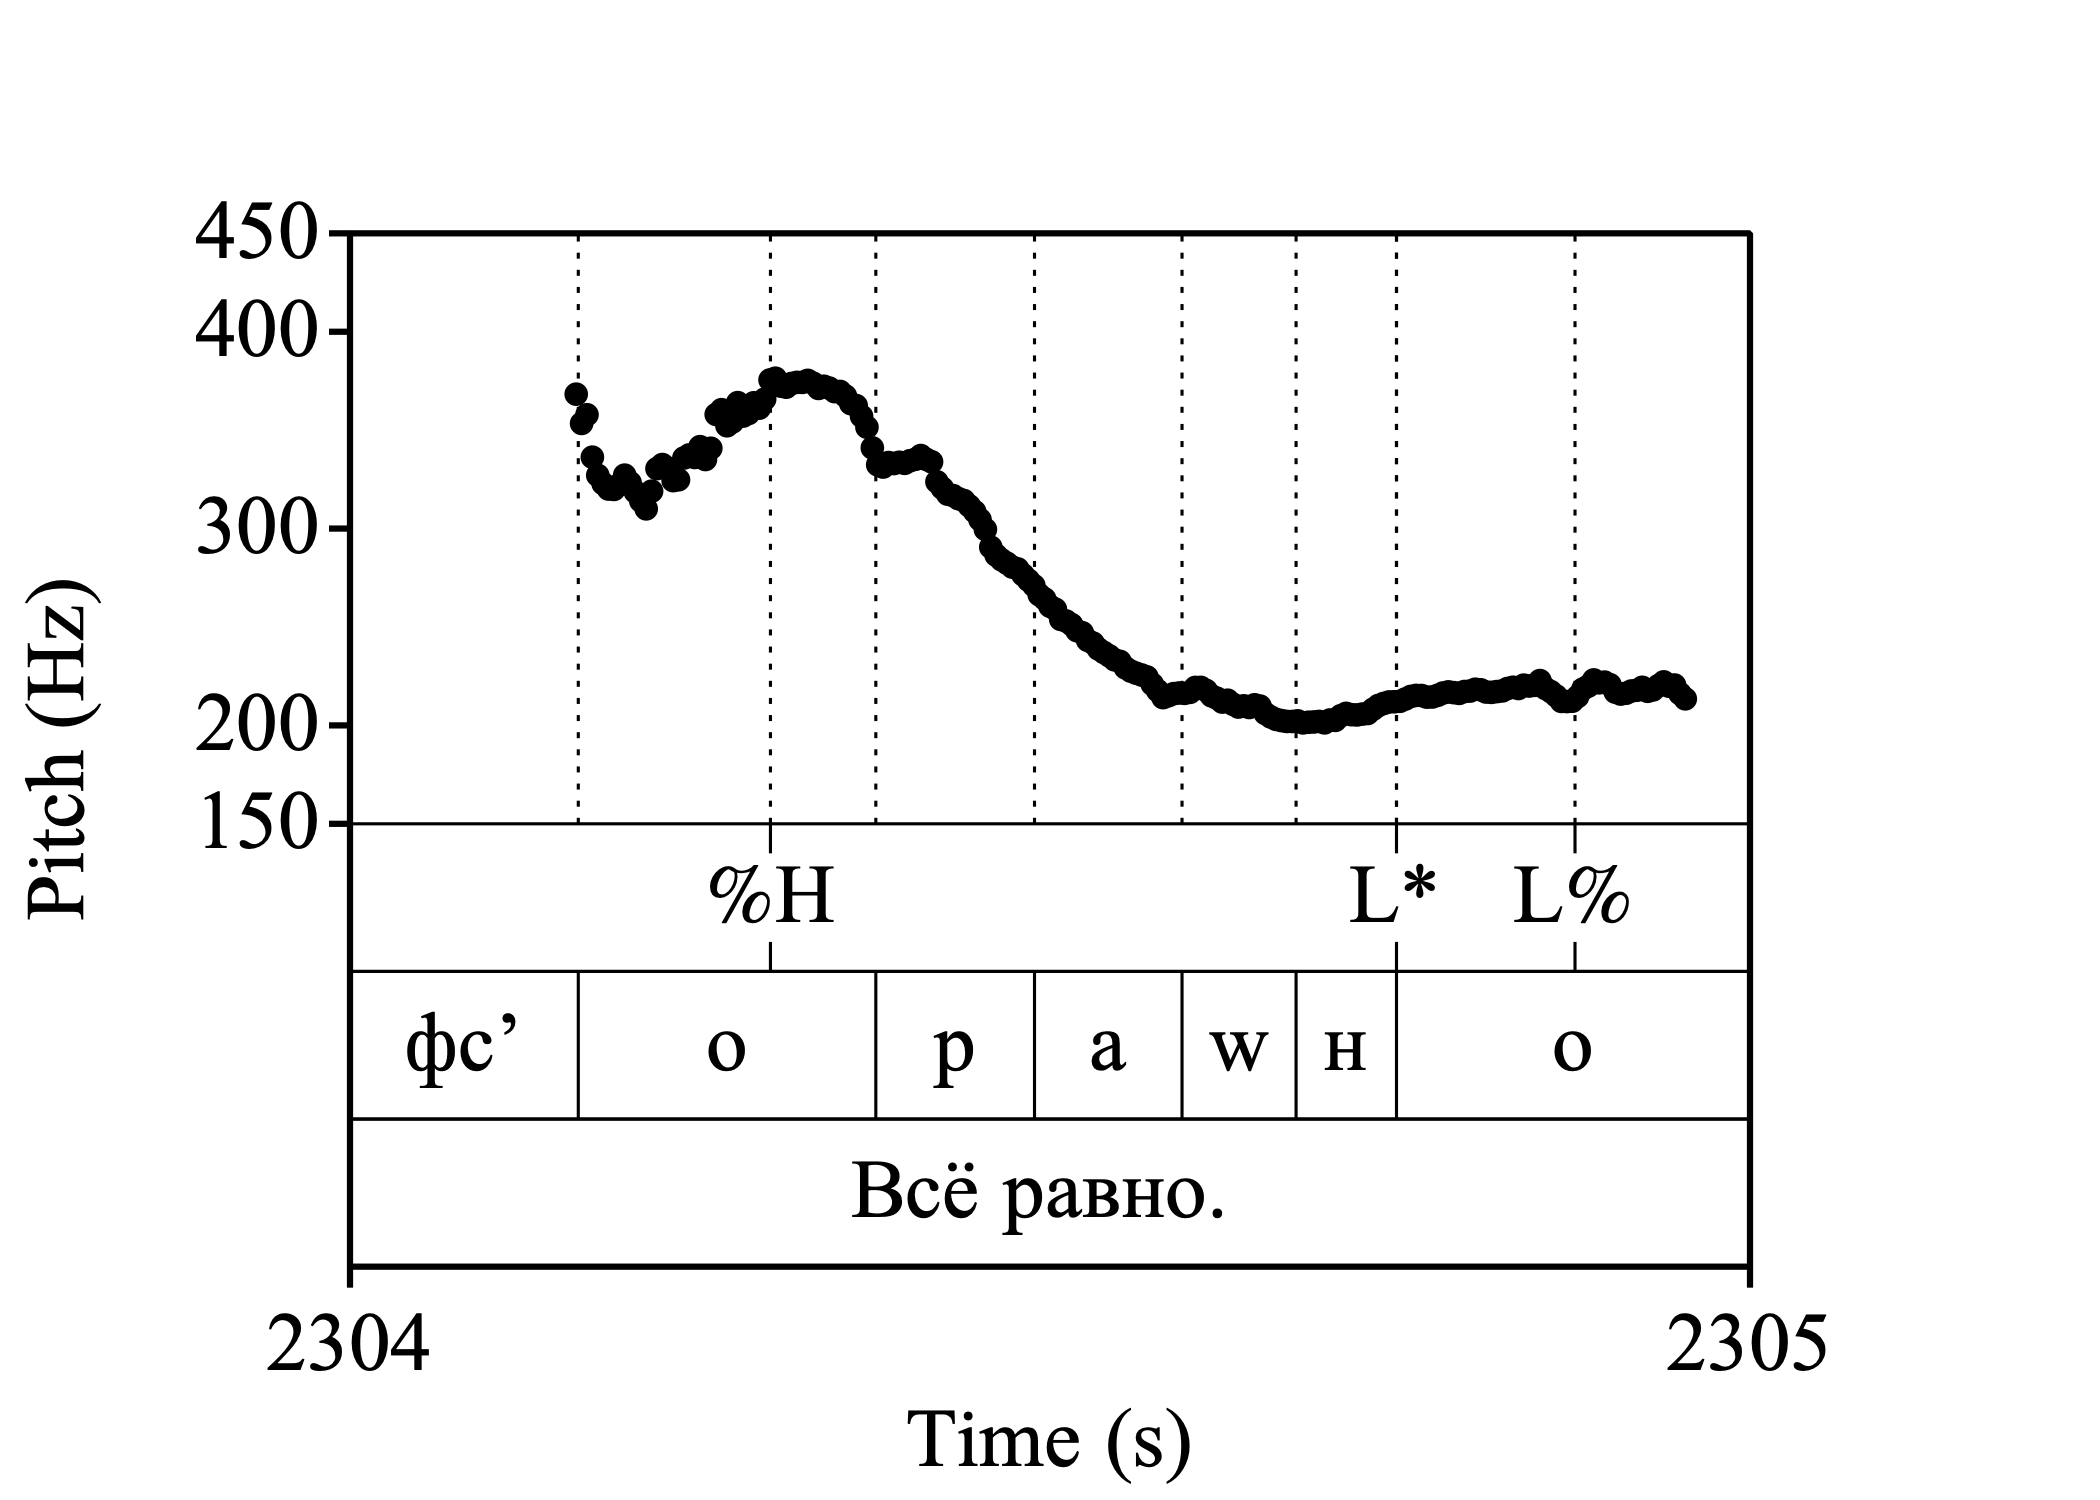 450
400
300
200
150
Pitch (Hz)
%H L* L%
фс’ о р а w н о
Всё равно.
2304 2305
Time (s)